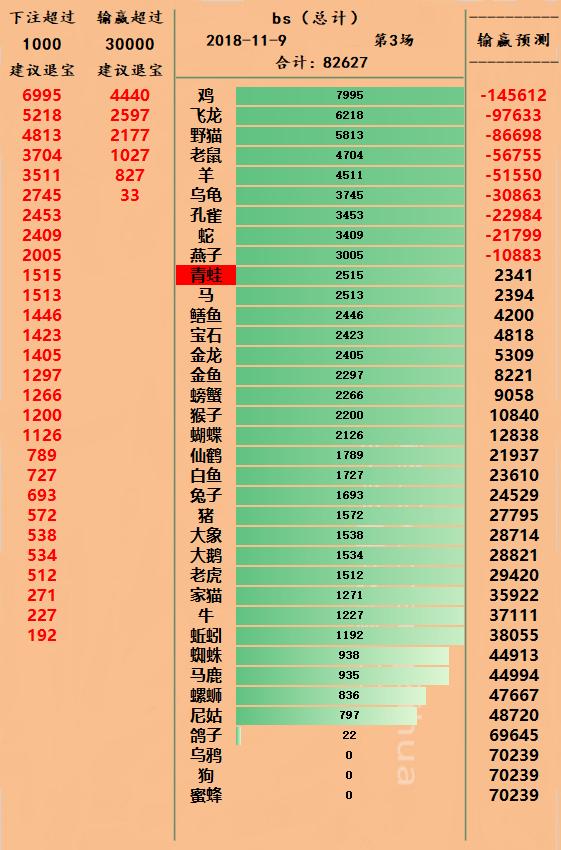 下注超过 输赢超过 bs（总计） ----------
1000 30000 2018-11-9 第3场 输赢预测
建议退宝 建议退宝 合计：82627 ----------
6995 4440 鸡 7995 -145612
5218 2597 飞龙 6218 -97633
4813 2177 野猫 5813 -86698
3704 1027 老鼠 4704 -56755
3511 827 羊 4511 -51550
2745 33 乌龟 3745 -30863
2453 孔雀 3453 -22984
2409 蛇 3409 -21799
2005 燕子 3005 -10883
1515 青蛙 2515 2341
1513 马 2513 2394
1446 鳝鱼 2446 4200
1423 宝石 2423 4818
1405 金龙 2405 5309
1297 金鱼 2297 8221
1266 螃蟹 2266 9058
1200 猴子 2200 10840
1126 蝴蝶 2126 12838
789 仙鹤 1789 21937
727 白鱼 1727 23610
693 兔子 1693 24529
572 猪 1572 27795
538 大象 1538 28714
534 大鹅 1534 28821
512 老虎 1512 29420
271 家猫 1271 35922
227 牛 1227 37111
192 蚯蚓 1192 38055
蜘蛛 938 44913
马鹿 935 44994
螺蛳 836 47667
尼姑 797 48720
鸽子 22 69645
乌鸦 0 70239
狗 0 70239
蜜蜂 0 70239